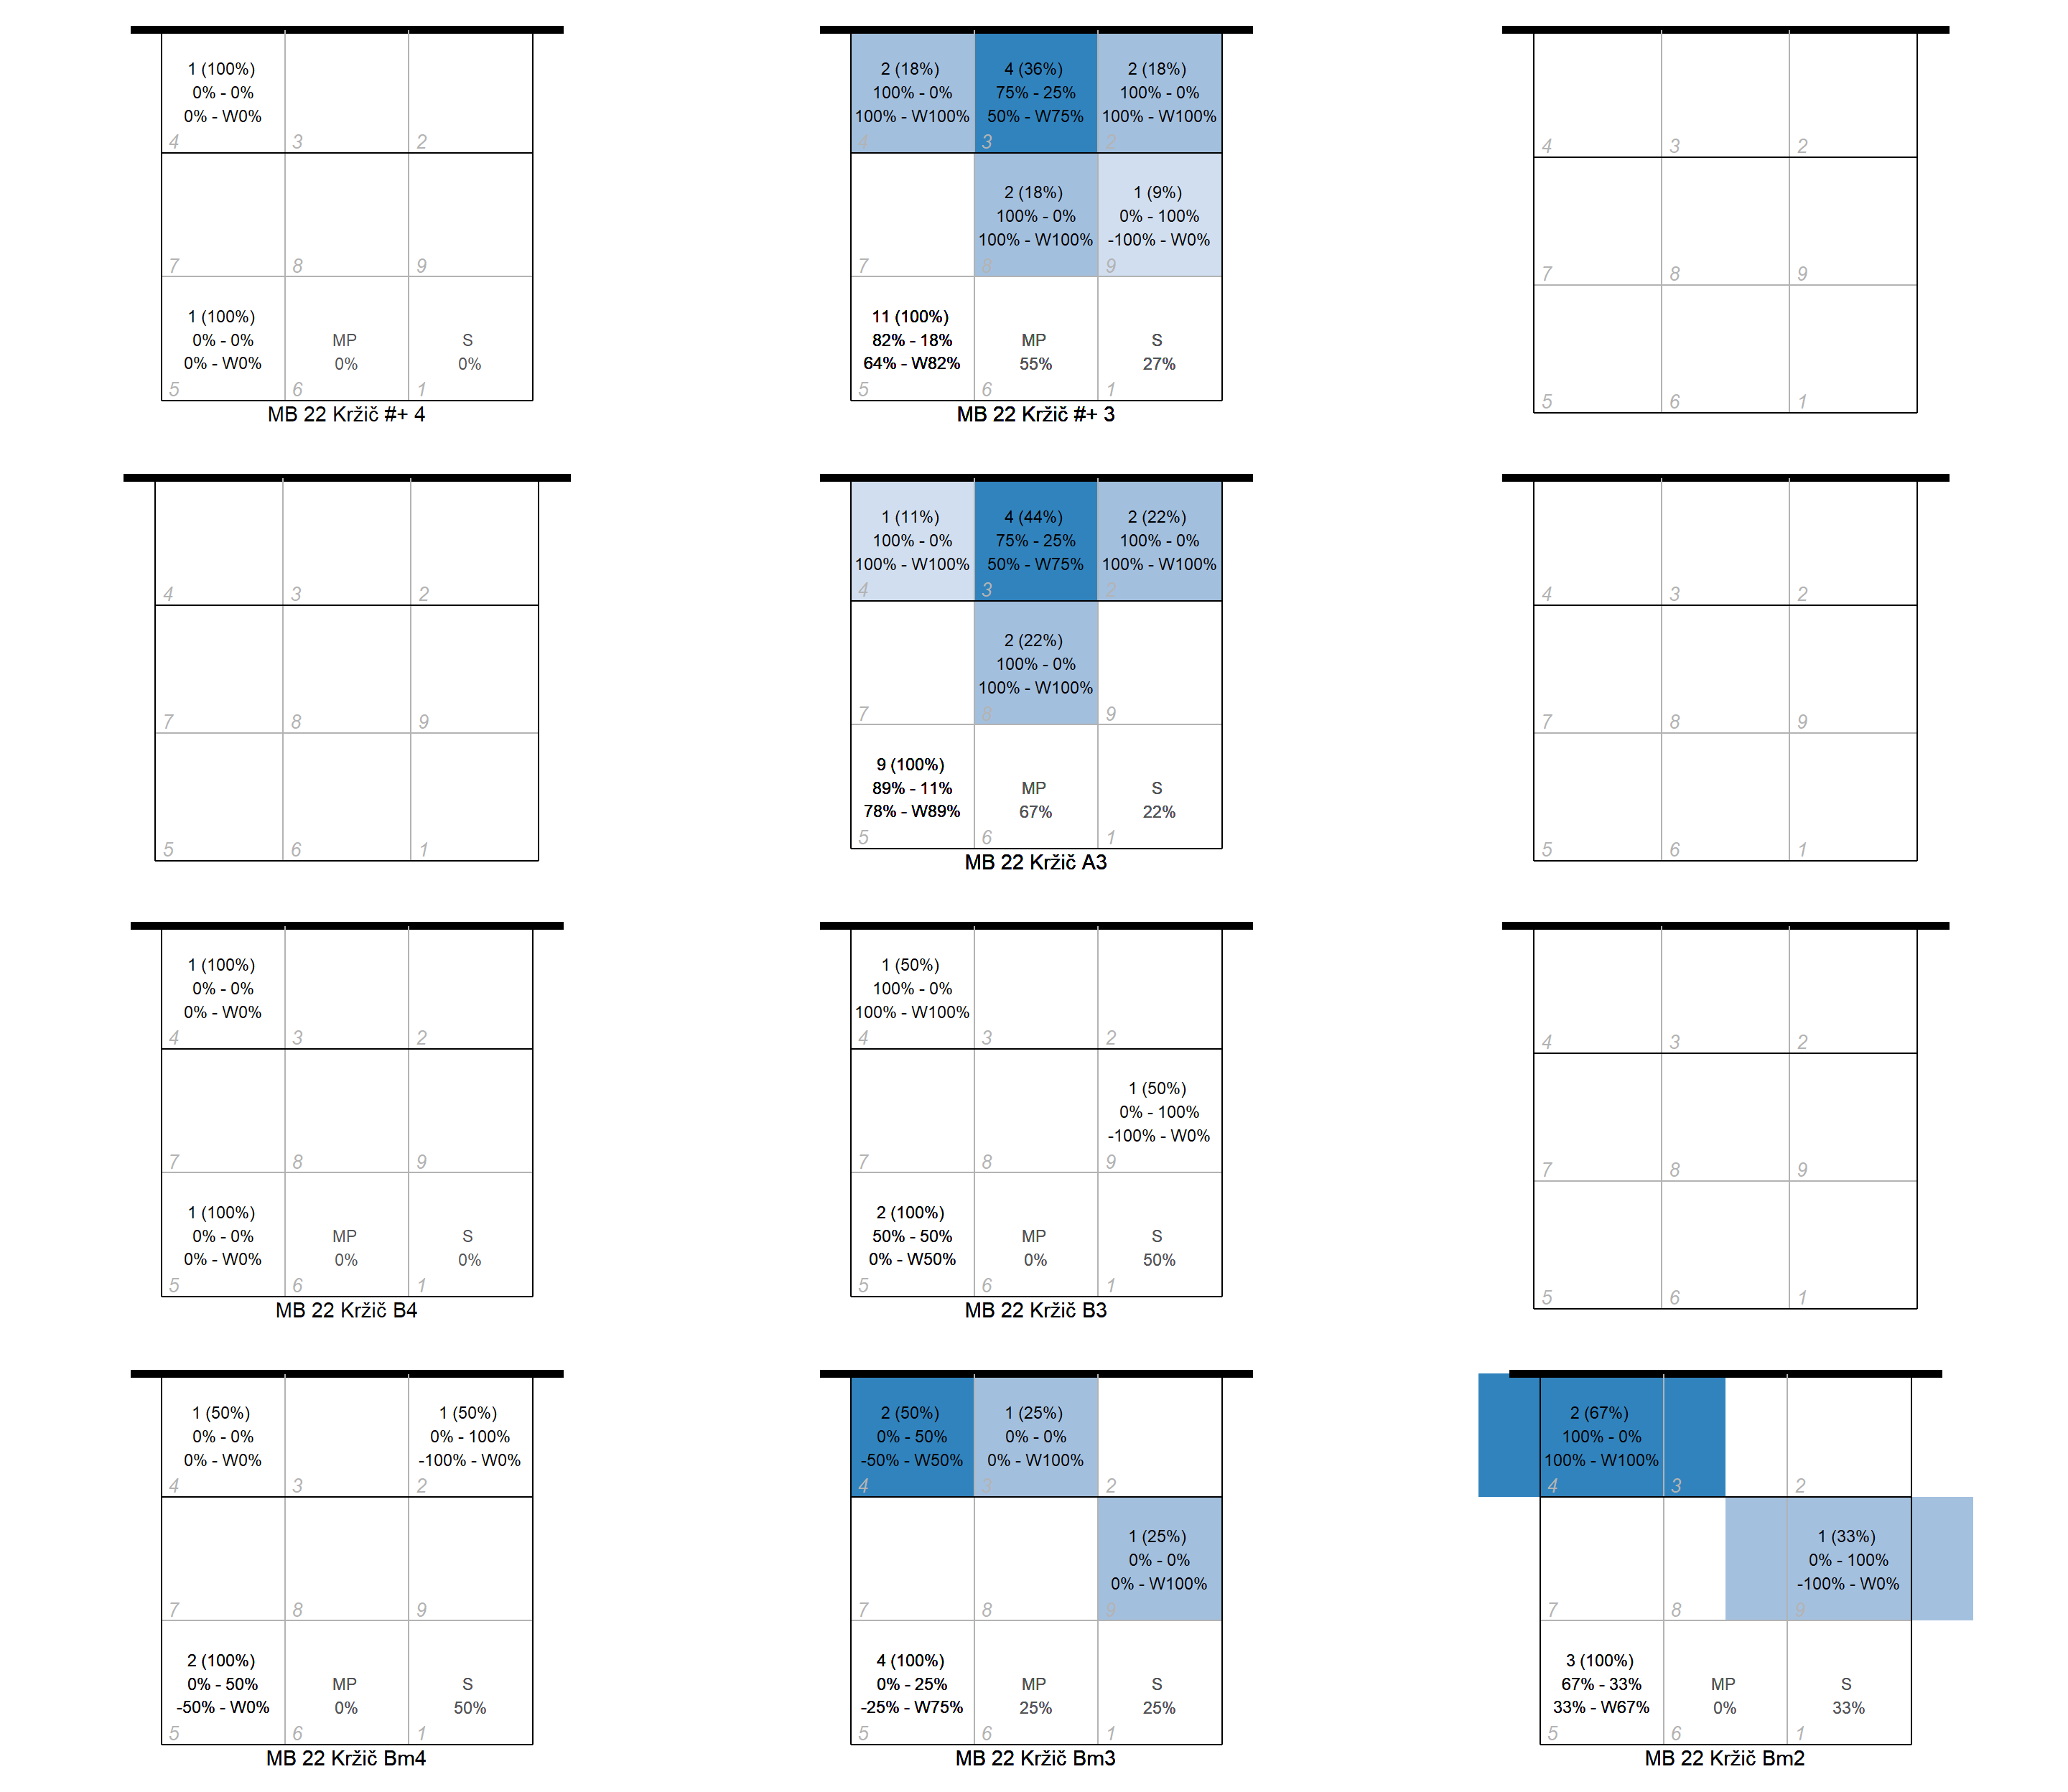 1 (100%)
0% - 0%
0% - W0%
4 3 2
7 8 9
1 (100%)
0% - 0%
0% - W0%
MP
0%
S
0%
5 6 1
MB 22 Kržič #+ 4
2 (18%)
100% - 0%
100% - W100%
4 (36%)
75% - 25%
50% - W75%
2 (18%)
100% - 0%
100% - W100%
4 3 2
2 (18%)
100% - 0%
100% - W100%
1 (9%)
0% - 100%
-100% - W0%
7 8 9
11 (100%)
82% - 18%
64% - W82%
MP
55%
S
27%
5 6 1
MB 22 Kržič #+ 3
4 3 2
7 8 9
5 6 1
4 3 2
7 8 9
5 6 1
1 (11%)
100% - 0%
100% - W100%
4 (44%)
75% - 25%
50% - W75%
2 (22%)
100% - 0%
100% - W100%
4 3 2
2 (22%)
100% - 0%
100% - W100%
7 8 9
9 (100%)
89% - 11%
78% - W89%
MP
67%
S
22%
5 6 1
MB 22 Kržič A3
4 3 2
7 8 9
5 6 1
1 (100%)
0% - 0%
0% - W0%
4 3 2
7 8 9
1 (100%)
0% - 0%
0% - W0%
MP
0%
S
0%
5 6 1
MB 22 Kržič B4
1 (50%)
100% - 0%
100% - W100%
4 3 2
1 (50%)
0% - 100%
-100% - W0%
7 8 9
2 (100%)
50% - 50%
0% - W50%
MP
0%
S
50%
5 6 1
MB 22 Kržič B3
4 3 2
7 8 9
5 6 1
1 (50%)
0% - 0%
0% - W0%
1 (50%)
0% - 100%
-100% - W0%
4 3 2
7 8 9
2 (100%)
0% - 50%
-50% - W0%
MP
0%
S
50%
5 6 1
MB 22 Kržič Bm4
2 (50%)
0% - 50%
-50% - W50%
1 (25%)
0% - 0%
0% - W100%
4 3 2
1 (25%)
0% - 0%
0% - W100%
7 8 9
4 (100%)
0% - 25%
-25% - W75%
MP
25%
S
25%
5 6 1
MB 22 Kržič Bm3
2 (67%)
100% - 0%
100% - W100%
4 3 2
1 (33%)
0% - 100%
-100% - W0%
7 8 9
3 (100%)
67% - 33%
33% - W67%
MP
0%
S
33%
5 6 1
MB 22 Kržič Bm2